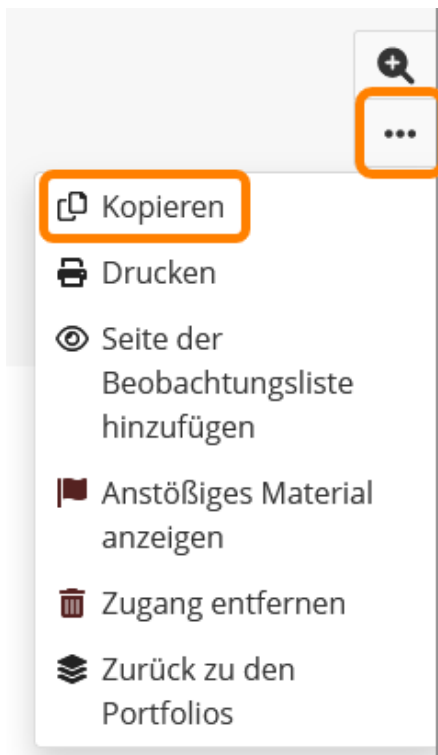 Kopieren
Drucken
Seite der
Beobachtungsliste
hinzufügen
Anstößiges Material
anzeigen
Zugang entfernen
Zurück zu den
Portfolios